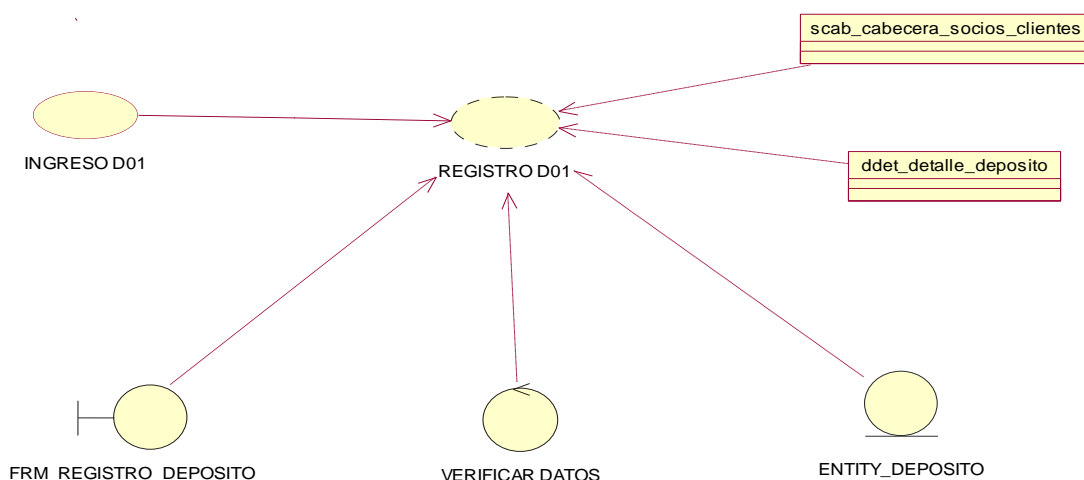 scab_cabecera_socios_clientes
INGRESO D01
REGISTRO D01
ddet_detalle_deposito
FRM_REGISTRO_DEPOSITO
VERIFICAR DATOS
ENTITY_DEPOSITO